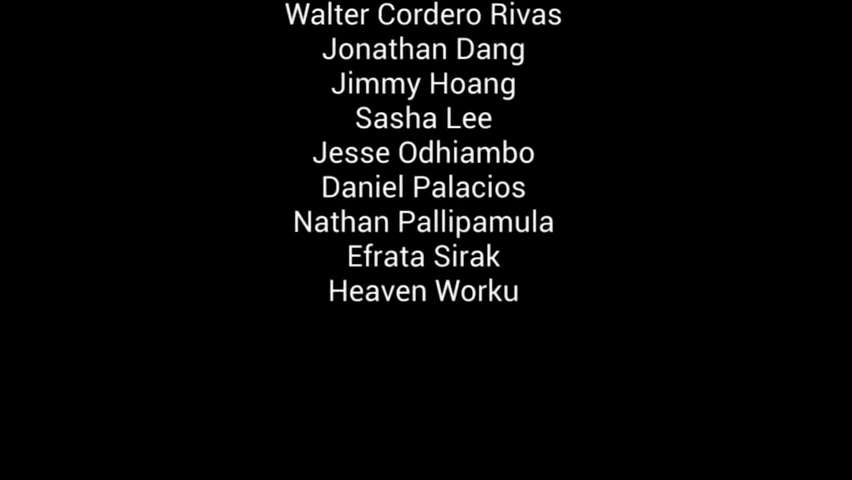 Walter Cordero Rivas
Jonathan Dang
Jimmy Hoang
Sasha Lee
Jesse Odhiambo
Daniel Palacios
Nathan Pallipamula
Efrata Sirak
Heaven Worku